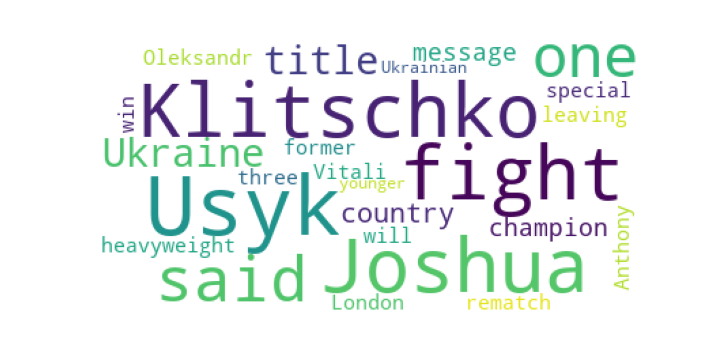 Oleksandr title message one
Ukrainian
win Klitschko special
leaving
Ukraine former fight
three Vitali
younger
Usyk country champion Anthony
heavyweight will
said Joshua
London rematch